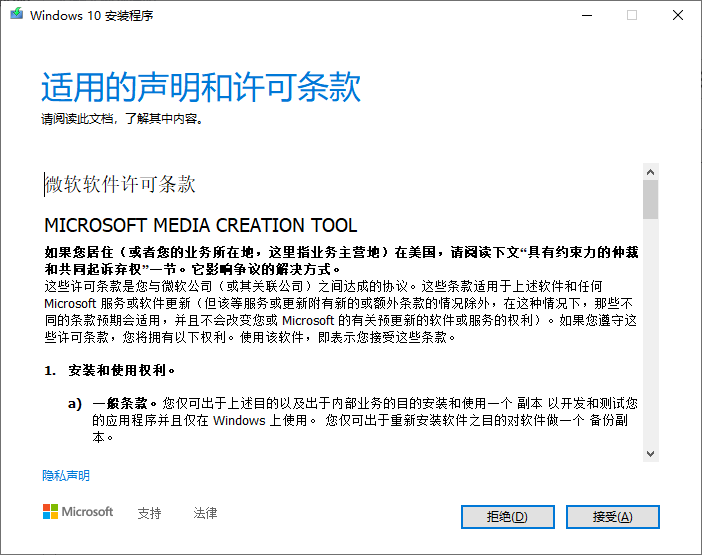 Windows 10 安装程序
适用的声明和许可条款
请阅读此文档，了解其中内容。
微软软件许可条款
MICROSOFT MEDIA CREATION TOOL
如果您居住（或者您的业务所在地，这里指业务主营地）在美国，请阅读下文“具有约束力的仲裁
和共同起诉弃权”一节。它影响争议的解决方式。
这些许可条款是您与微软公司（或其关联公司）之间达成的协议。这些条款适用于上述软件和任何
Microsoft 服务或软件更新（但该等服务或更新附有新的或额外条款的情况除外，在这种情况下，那些不
同的条款预期会适用，并且不会改变您或 Microsoft 的有关预更新的软件或服务的权利）。如果您遵守这
些许可条款，您将拥有以下权利。使用该软件，即表示您接受这些条款。
1. 安装和使用权利。
a) 一般条款。您仅可出于上述目的以及出于内部业务的目的安装和使用一个 副本 以开发和测试您
的应用程序并且仅在 Windows 上使用。 您仅可出于重新安装软件之目的对软件做一个 备份副
本。
隐私声明
Microsoft 支持 法律 拒绝(D) 接受(A)